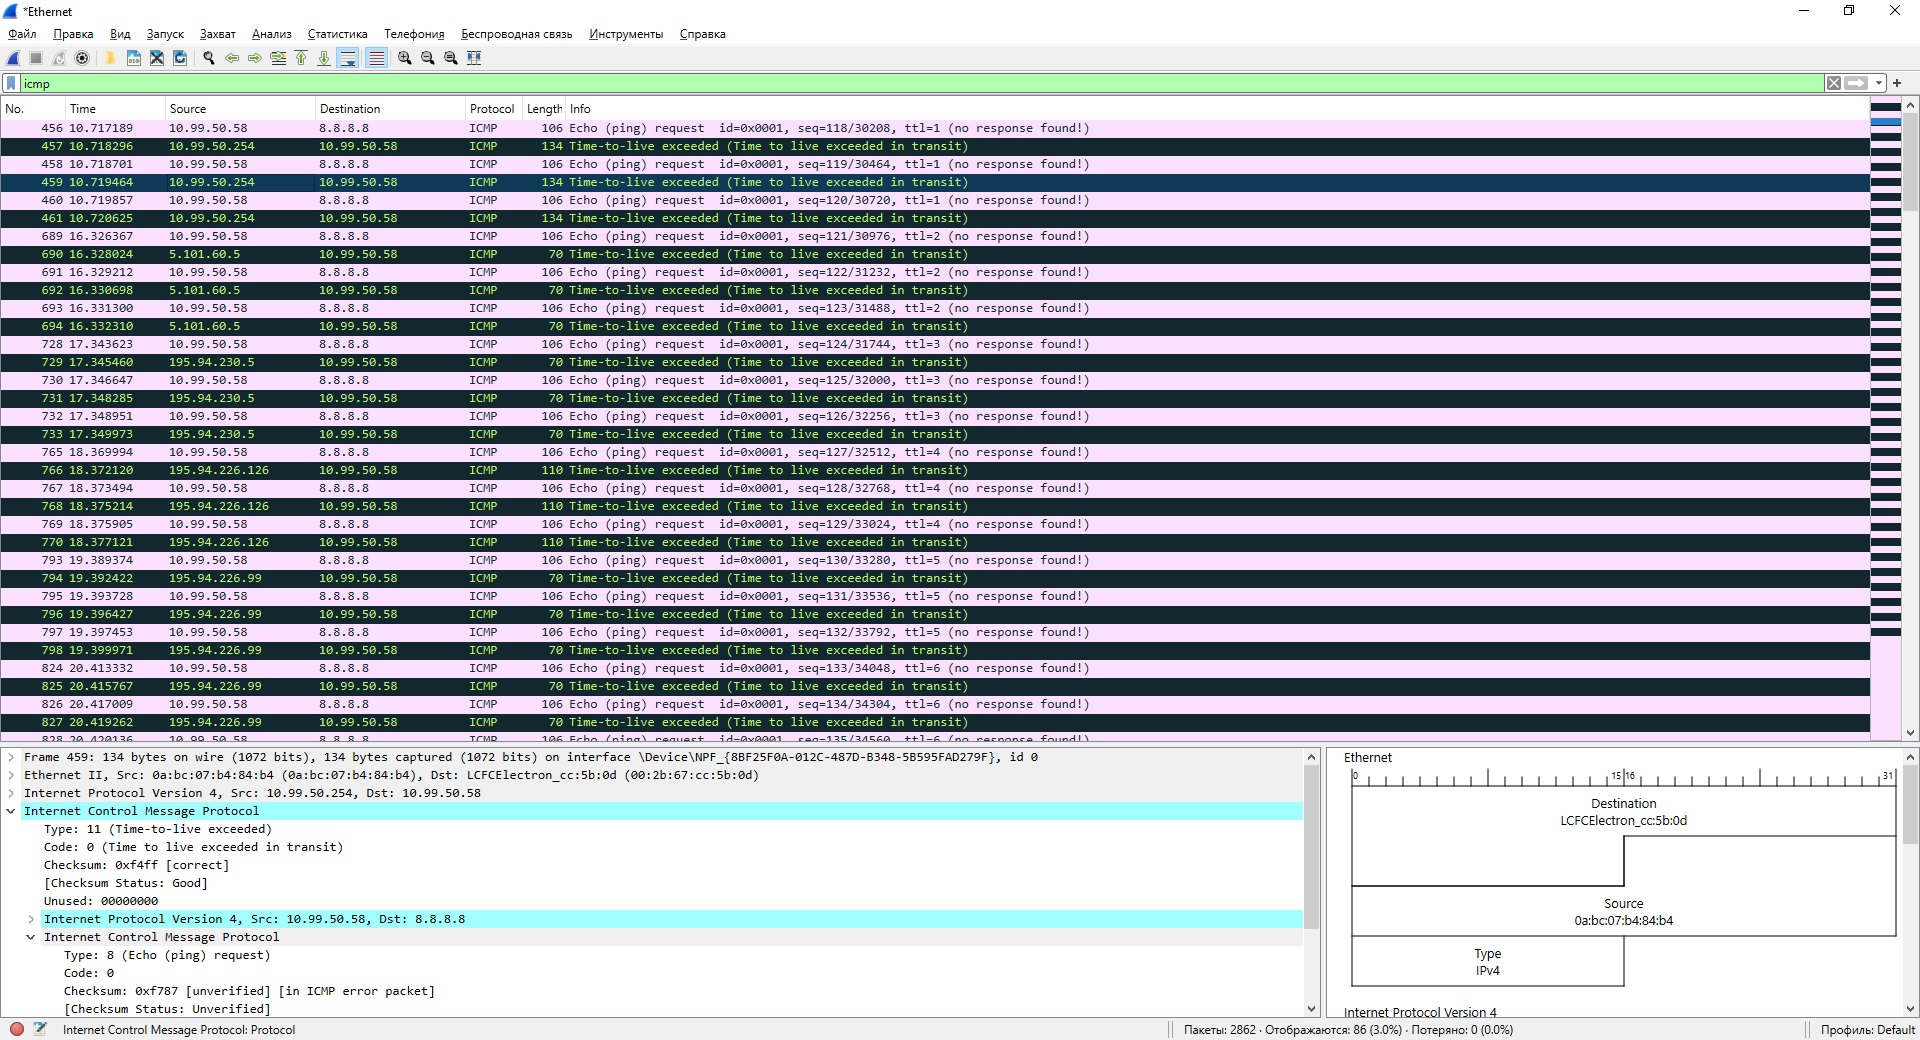 *Ethernet
Файл Правка Вид Запуск Захват Анализ Статистика Телефония Беспроводная связь Инструменты Справка
icmp
No. Time Source Destination Protocol Length Info
456 10.717189 10.99.50.58 8.8.8.8 ICMP 106 Echo (ping) request id=0x0001, seq=118/30208, ttl=1 (no response found!)
457 10.718296 10.99.50.254 10.99.50.58 ICMP 134 Time-to-live exceeded (Time to live exceeded in transit)
458 10.718701 10.99.50.58 8.8.8.8 ICMP 106 Echo (ping) request id=0x0001, seq=119/30464, ttl=1 (no response found!)
459 10.719464 10.99.50.254 10.99.50.58 ICMP 134 Time-to-live exceeded (Time to live exceeded in transit)
460 10.719857 10.99.50.58 8.8.8.8 ICMP 106 Echo (ping) request id=0x0001, seq=120/30720, ttl=1 (no response found!)
461 10.720625 10.99.50.254 10.99.50.58 ICMP 134 Time-to-live exceeded (Time to live exceeded in transit)
689 16.326367 10.99.50.58 8.8.8.8 ICMP 106 Echo (ping) request id=0x0001, seq=121/30976, ttl=2 (no response found!)
690 16.328024 5.101.60.5 10.99.50.58 ICMP 70 Time-to-live exceeded (Time to live exceeded in transit)
691 16.329212 10.99.50.58 8.8.8.8 ICMP 106 Echo (ping) request id=0x0001, seq=122/31232, ttl=2 (no response found!)
692 16.330698 5.101.60.5 10.99.50.58 ICMP 70 Time-to-live exceeded (Time to live exceeded in transit)
693 16.331300 10.99.50.58 8.8.8.8 ICMP 106 Echo (ping) request id=0x0001, seq=123/31488, ttl=2 (no response found!)
694 16.332310 5.101.60.5 10.99.50.58 ICMP 70 Time-to-live exceeded (Time to live exceeded in transit)
728 17.343623 10.99.50.58 8.8.8.8 ICMP 106 Echo (ping) request id=0x0001, seq=124/31744, ttl=3 (no response found!)
729 17.345460 195.94.230.5 10.99.50.58 ICMP 70 Time-to-live exceeded (Time to live exceeded in transit)
730 17.346647 10.99.50.58 8.8.8.8 ICMP 106 Echo (ping) request id=0x0001, seq=125/32000, ttl=3 (no response found!)
731 17.348285 195.94.230.5 10.99.50.58 ICMP 70 Time-to-live exceeded (Time to live exceeded in transit)
732 17.348951 10.99.50.58 8.8.8.8 ICMP 106 Echo (ping) request id=0x0001, seq=126/32256, ttl=3 (no response found!)
733 17.349973 195.94.230.5 10.99.50.58 ICMP 70 Time-to-live exceeded (Time to live exceeded in transit)
765 18.369994 10.99.50.58 8.8.8.8 ICMP 106 Echo (ping) request id=0x0001, seq=127/32512, ttl=4 (no response found!)
766 18.372120 195.94.226.126 10.99.50.58 ICMP 110 Time-to-live exceeded (Time to live exceeded in transit)
767 18.373494 10.99.50.58 8.8.8.8 ICMP 106 Echo (ping) request id=0x0001, seq=128/32768, ttl=4 (no response found!)
768 18.375214 195.94.226.126 10.99.50.58 ICMP 110 Time-to-live exceeded (Time to live exceeded in transit)
769 18.375905 10.99.50.58 8.8.8.8 ICMP 106 Echo (ping) request id=0x0001, seq=129/33024, ttl=4 (no response found!)
770 18.377121 195.94.226.126 10.99.50.58 ICMP 110 Time-to-live exceeded (Time to live exceeded in transit)
793 19.389374 10.99.50.58 8.8.8.8 ICMP 106 Echo (ping) request id=0x0001, seq=130/33280, ttl=5 (no response found!)
794 19.392422 195.94.226.99 10.99.50.58 ICMP 70 Time-to-live exceeded (Time to live exceeded in transit)
795 19.393728 10.99.50.58 8.8.8.8 ICMP 106 Echo (ping) request id=0x0001, seq=131/33536, ttl=5 (no response found!)
796 19.396427 195.94.226.99 10.99.50.58 ICMP 70 Time-to-live exceeded (Time to live exceeded in transit)
797 19.397453 10.99.50.58 8.8.8.8 ICMP 106 Echo (ping) request id=0x0001, seq=132/33792, ttl=5 (no response found!)
798 19.399971 195.94.226.99 10.99.50.58 ICMP 70 Time-to-live exceeded (Time to live exceeded in transit)
824 20.413332 10.99.50.58 8.8.8.8 ICMP 106 Echo (ping) request id=0x0001, seq=133/34048, ttl=6 (no response found!)
825 20.415767 195.94.226.99 10.99.50.58 ICMP 70 Time-to-live exceeded (Time to live exceeded in transit)
826 20.417009 10.99.50.58 8.8.8.8 ICMP 106 Echo (ping) request id=0x0001, seq=134/34304, ttl=6 (no response found!)
827 20.419262 195.94.226.99 10.99.50.58 ICMP 70 Time-to-live exceeded (Time to live exceeded in transit)
828 20.420136 10.99.50.58 8.8.8.8 ICMP 106 Echo (ping) request id=0x0001, seq=135/34560, ttl=6 (no response found!)
Frame 459: 134 bytes on wire (1072 bits), 134 bytes captured (1072 bits) on interface \Device\NPF_{8BF25F0A-012C-487D-B348-5B595FAD279F}, id 0
Ethernet II, Src: 0a:bc:07:b4:84:b4 (0a:bc:07:b4:84:b4), Dst: LCFCElectron_cc:5b:0d (00:2b:67:cc:5b:0d)
Internet Protocol Version 4, Src: 10.99.50.254, Dst: 10.99.50.58
Internet Control Message Protocol
Type: 11 (Time-to-live exceeded)
Code: 0 (Time to live exceeded in transit)
Checksum: 0xf4ff [correct]
[Checksum Status: Good]
Unused: 00000000
Internet Protocol Version 4, Src: 10.99.50.58, Dst: 8.8.8.8
Internet Control Message Protocol
Type: 8 (Echo (ping) request)
Code: 0
Checksum: 0xf787 [unverified] [in ICMP error packet]
[Checksum Status: Unverified]
Ethernet
0 15 16 31
Destination
LCFCElectron_cc:5b:0d
Source
0a:bc:07:b4:84:b4
Type
IPv4
Internet Protocol Version 4
Internet Control Message Protocol: Protocol
Пакеты: 2862 · Отображаются: 86 (3.0%) · Потеряно: 0 (0.0%)
Профиль: Default